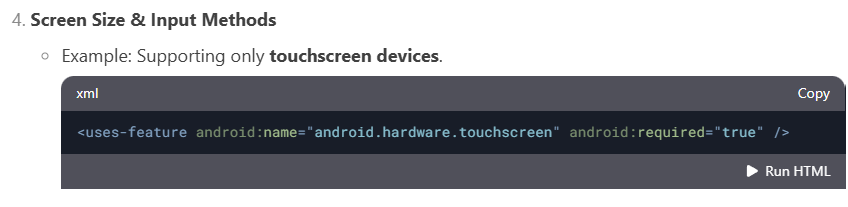 4. Screen Size & Input Methods
Example: Supporting only touchscreen devices.
xml Copy
<uses-feature android:name="android.hardware.touchscreen" android:required="true" />
Run HTML